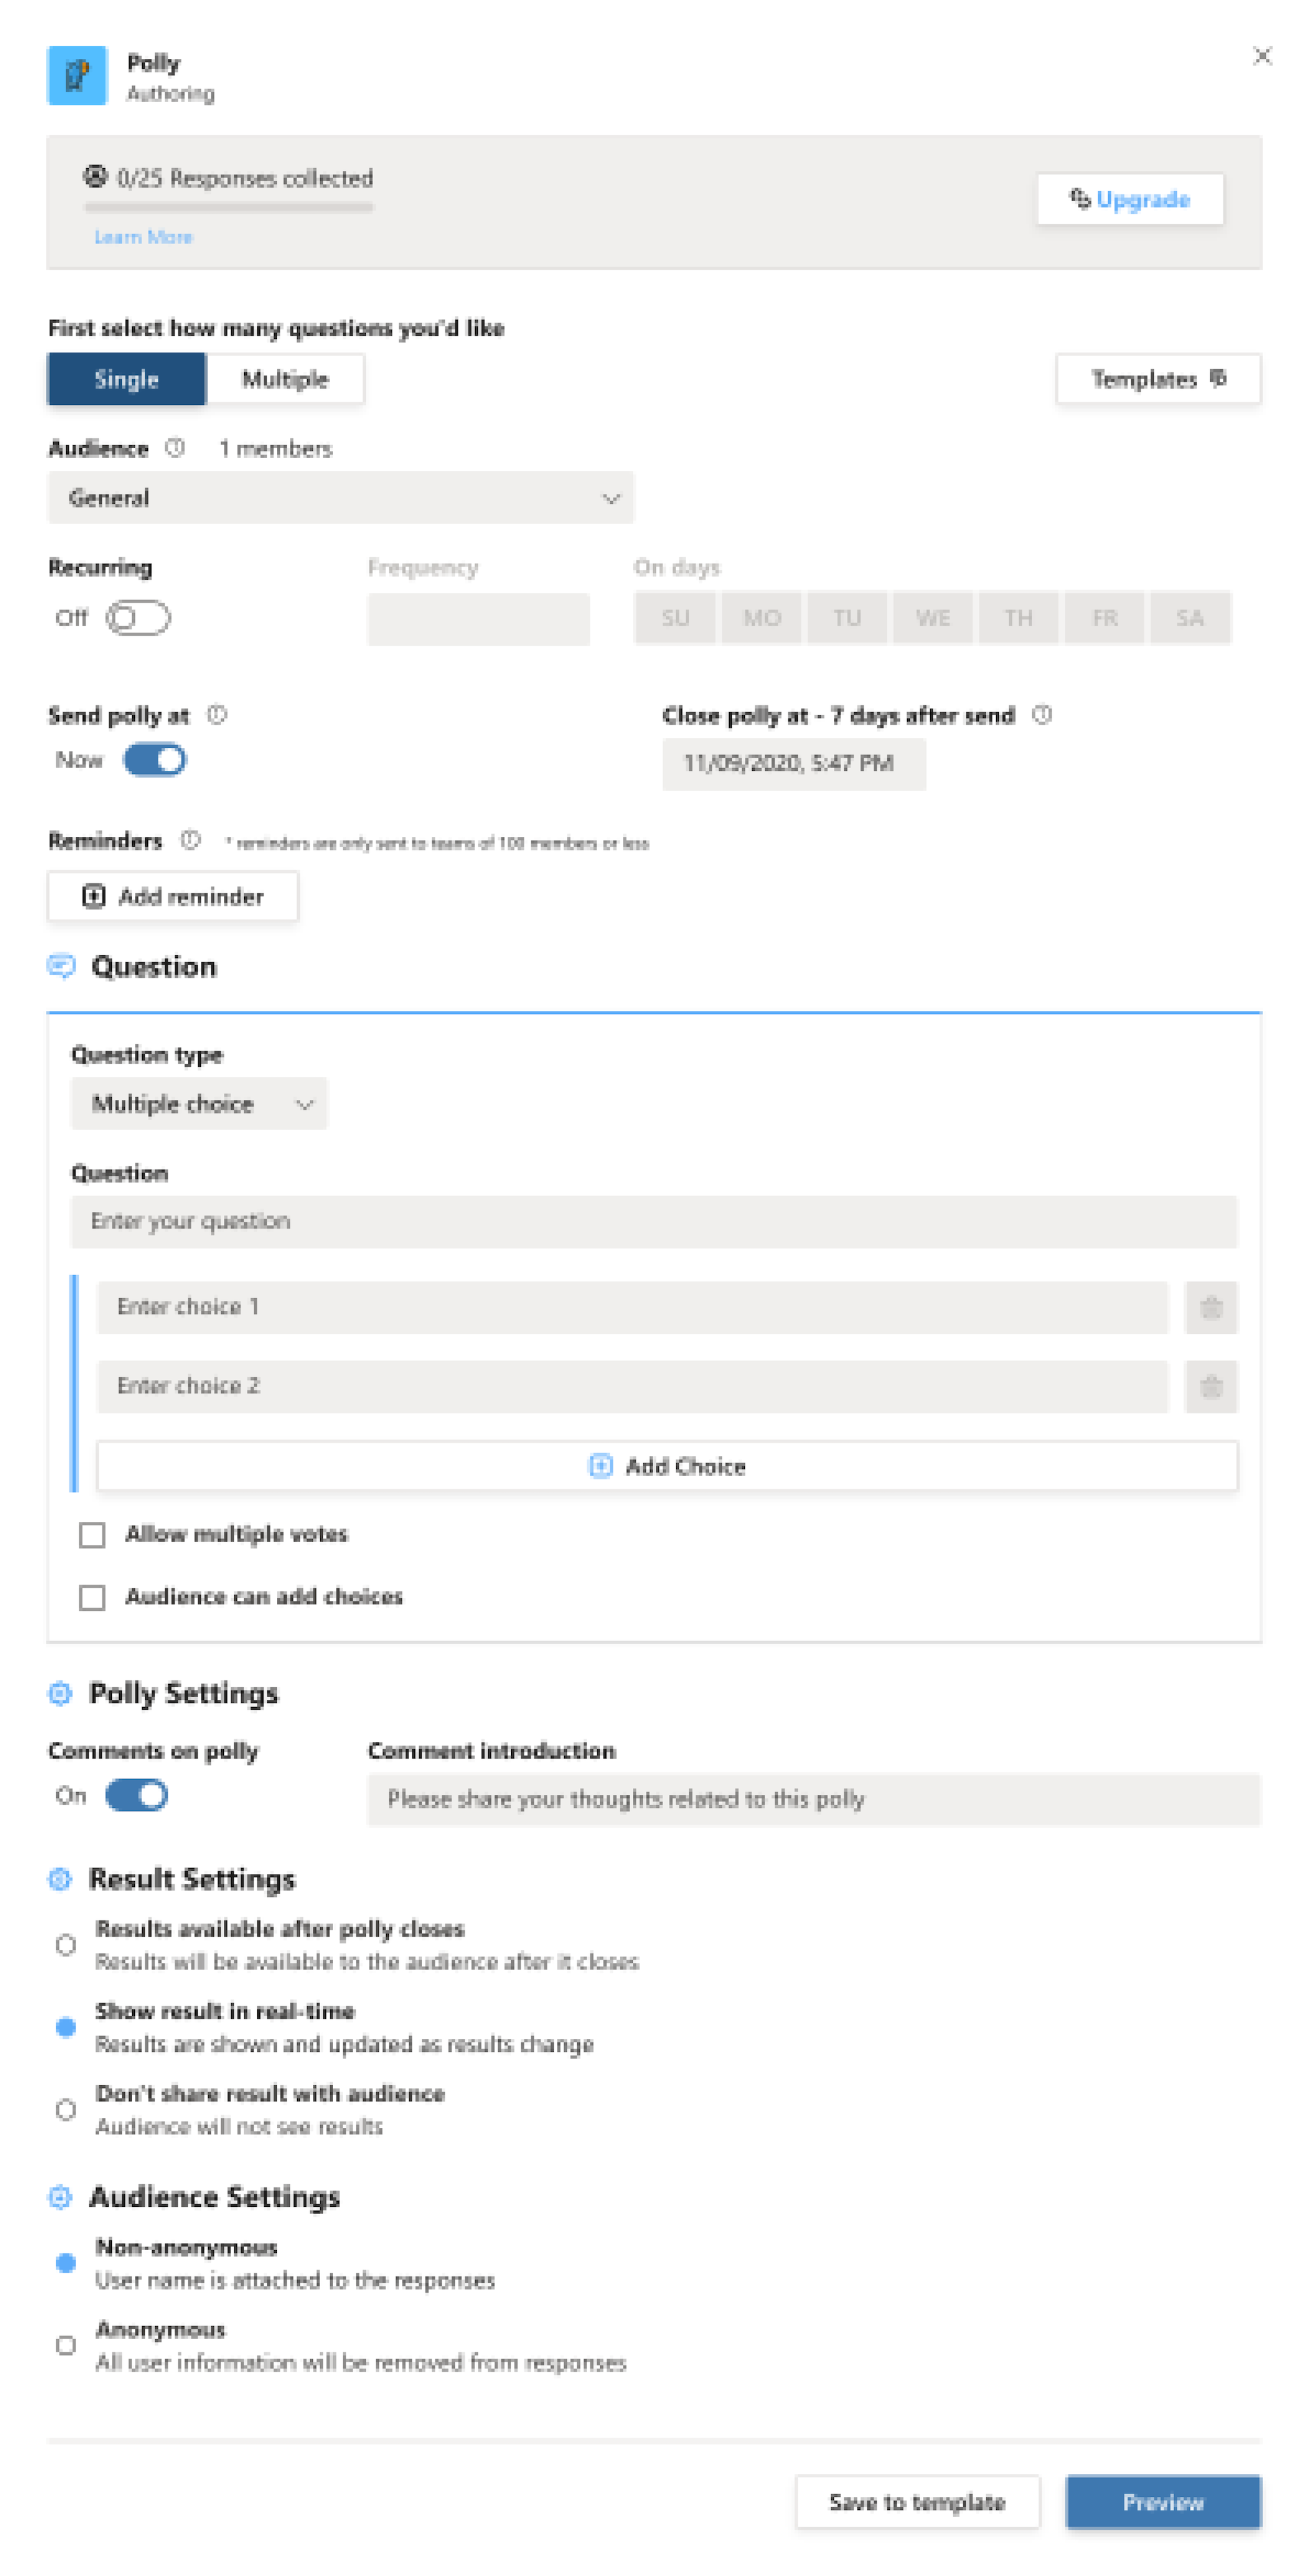 Polly
Authoring
0/25 Responses collected
Upgrade
Learn More
First select how many questions you'd like
Single Multiple Templates
Audience 1 members
General
Recurring Frequency On days
Off SU MO TU WE TH FR SA
Send polly at Close polly at - 7 days after send
Now 11/09/2020, 5:47 PM
Reminders * reminders are only sent to teams of 100 members or less
Add reminder
Question
Question type
Multiple choice
Question
Enter your question
Enter choice 1
Enter choice 2
Add Choice
Allow multiple votes
Audience can add choices
Polly Settings
Comments on polly Comment introduction
On Please share your thoughts related to this polly
Result Settings
Results available after polly closes
Results will be available to the audience after it closes
Show result in real-time
Results are shown and updated as results change
Don't share result with audience
Audience will not see results
Audience Settings
Non-anonymous
User name is attached to the responses
Anonymous
All user information will be removed from responses
Save to template Preview